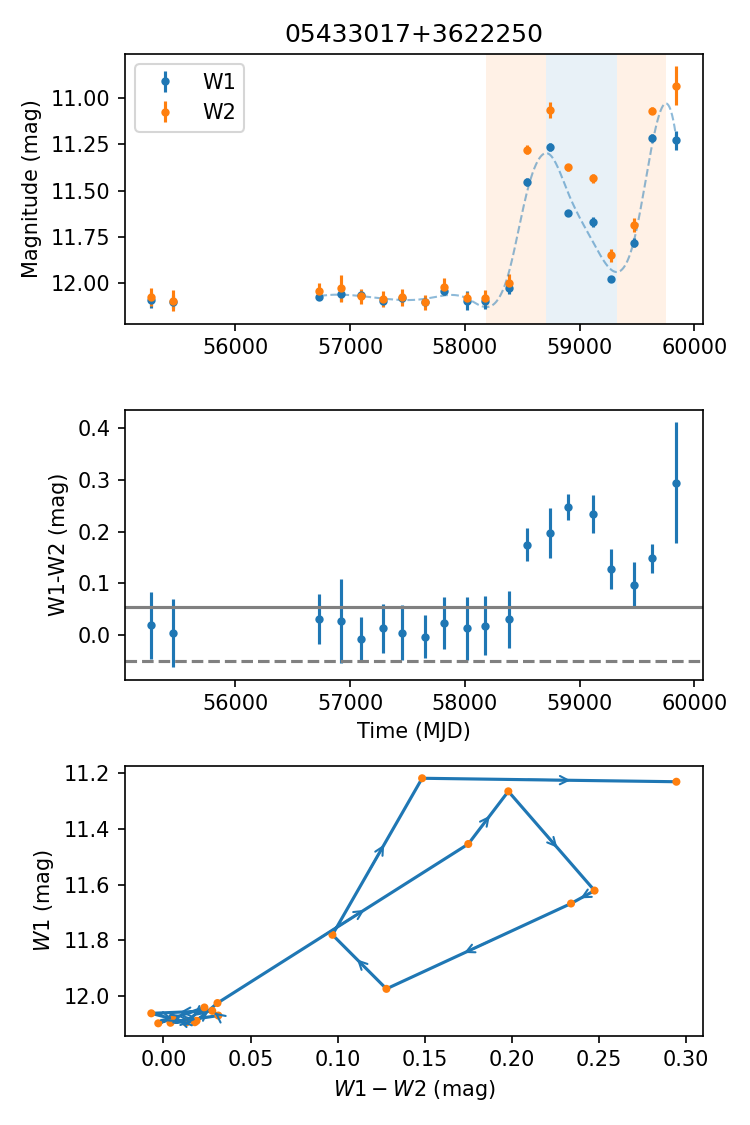 05433017+3622250
Magnitude (mag)
11.00
11.25
11.50
11.75
12.00
W1
W2
56000 57000 58000 59000 60000
W1-W2 (mag)
0.4
0.3
0.2
0.1
0.0
56000 57000 58000 59000 60000
Time (MJD)
W1 (mag)
11.2
11.4
11.6
11.8
12.0
0.00 0.05 0.10 0.15 0.20 0.25 0.30
W1 − W2 (mag)